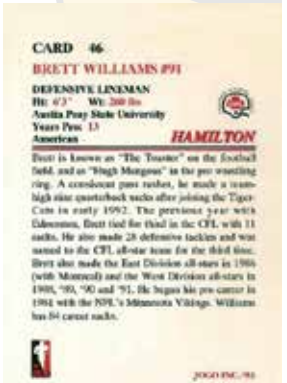 CARD 46
BRETT WILLIAMS #91
DEFENSIVE LINEMAN
Ht: 6'3" Wt: 260 lbs
Austin Peay State University
Years Pro: 13
American HAMILTON
Brett is known as "The Toaster" on the football
field, and as "Hugh Mungous" in the pro wrestling
ring. A consistent pass rusher, he made a team-
high nine quarterback sacks after joining the Tiger-
Cats in early 1992. The previous year with
Edmonton, Brett tied for third in the CFL with 11
sacks. He also made 28 defensive tackles and was
named to the CFL all-star team for the third time.
Brett also made the East Division all-stars in 1986
(with Montreal) and the West Division all-stars in
1988, '89, '90 and '91. He began his pro career in
1981 with the NFL's Minnesota Vikings. Williams
has 84 career sacks.
JOGO INC.